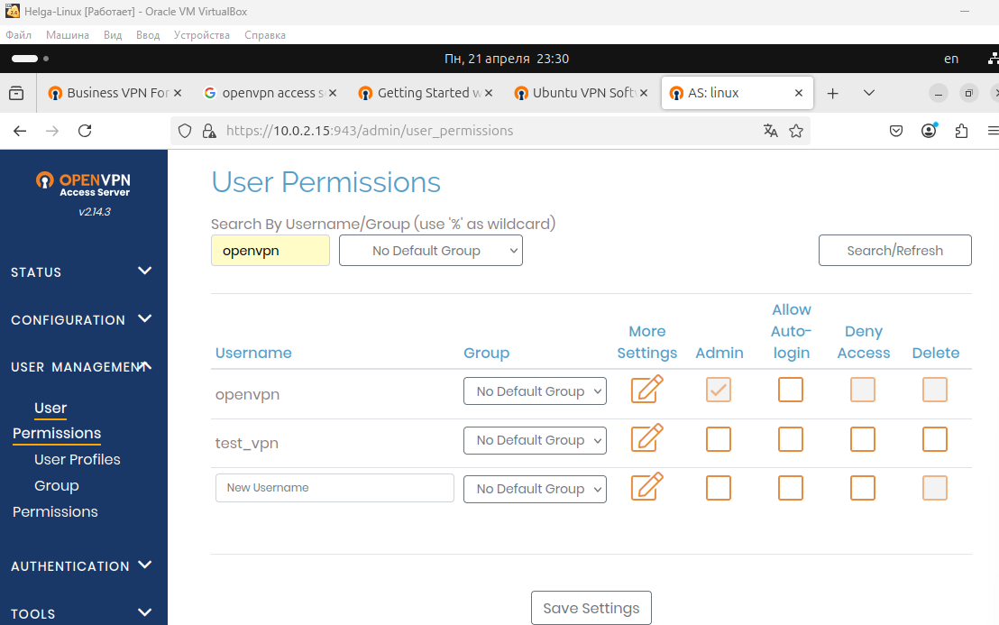 Helga-Linux [Работает] - Oracle VM VirtualBox
Файл Машина Вид Ввод Устройства Справка
Пн, 21 апреля 23:30 en
Business VPN For openvpn access s Getting Started w Ubuntu VPN Soft AS: linux
https://10.0.2.15:943/admin/user_permissions
OPENVPN
Access Server
v2.14.3
STATUS
CONFIGURATION
USER MANAGEMENT
User
Permissions
User Profiles
Group
Permissions
AUTHENTICATION
TOOLS
User Permissions
Search By Username/Group (use '%' as wildcard)
openvpn No Default Group Search/Refresh
Username Group More Settings Admin Allow Auto-login Deny Access Delete
openvpn No Default Group
test_vpn No Default Group
New Username No Default Group
Save Settings